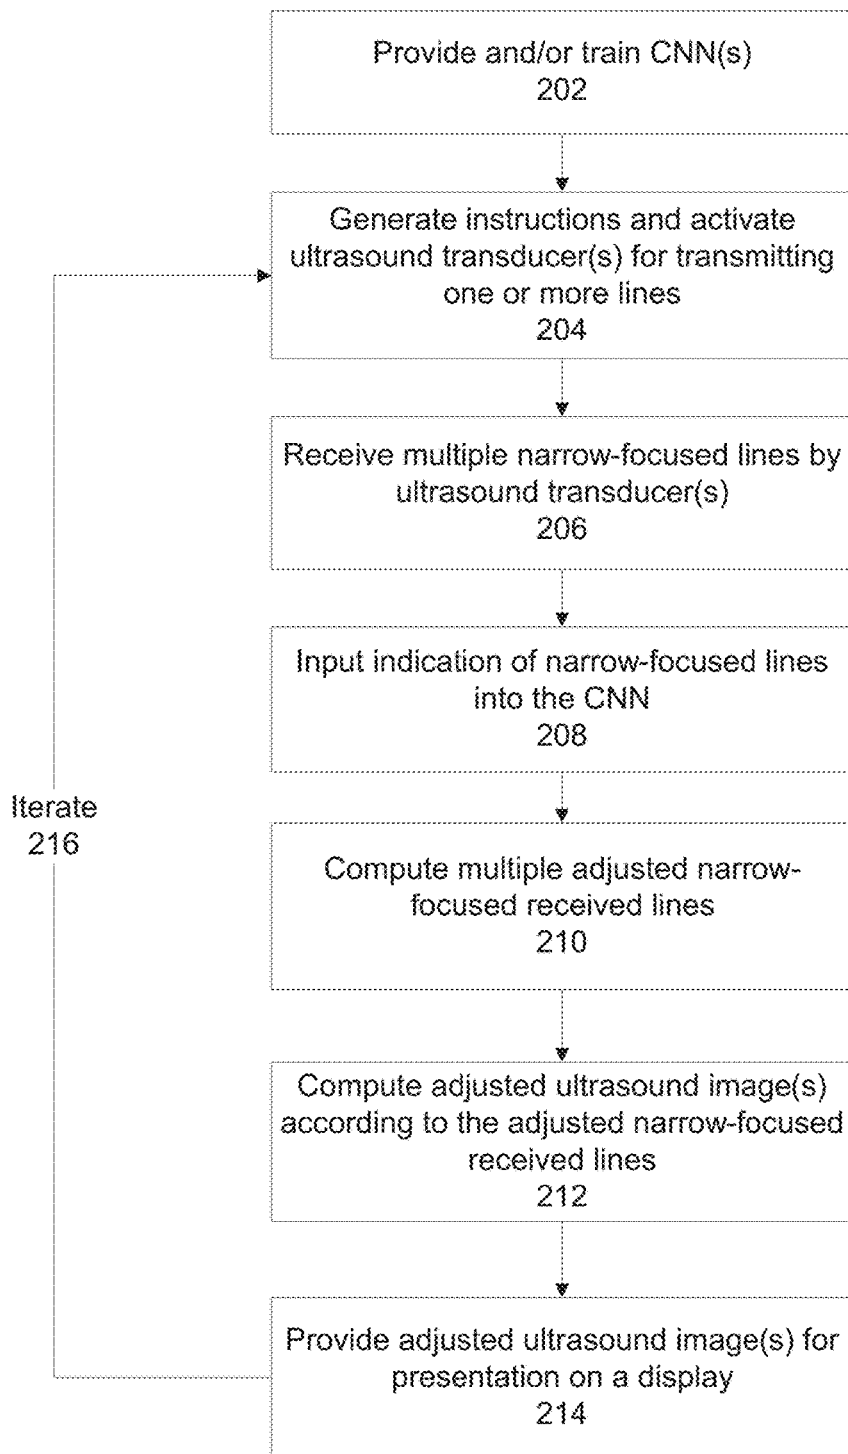 Provide and/or train CNN(s)
202
Generate instructions and activate
ultrasound transducer(s) for transmitting
one or more lines
204
Receive multiple narrow-focused lines by
ultrasound transducer(s)
206
Input indication of narrow-focused lines
into the CNN
208
Iterate
216
Compute multiple adjusted narrow-
focused received lines
210
Compute adjusted ultrasound image(s)
according to the adjusted narrow-focused
received lines
212
Provide adjusted ultrasound image(s) for
presentation on a display
214